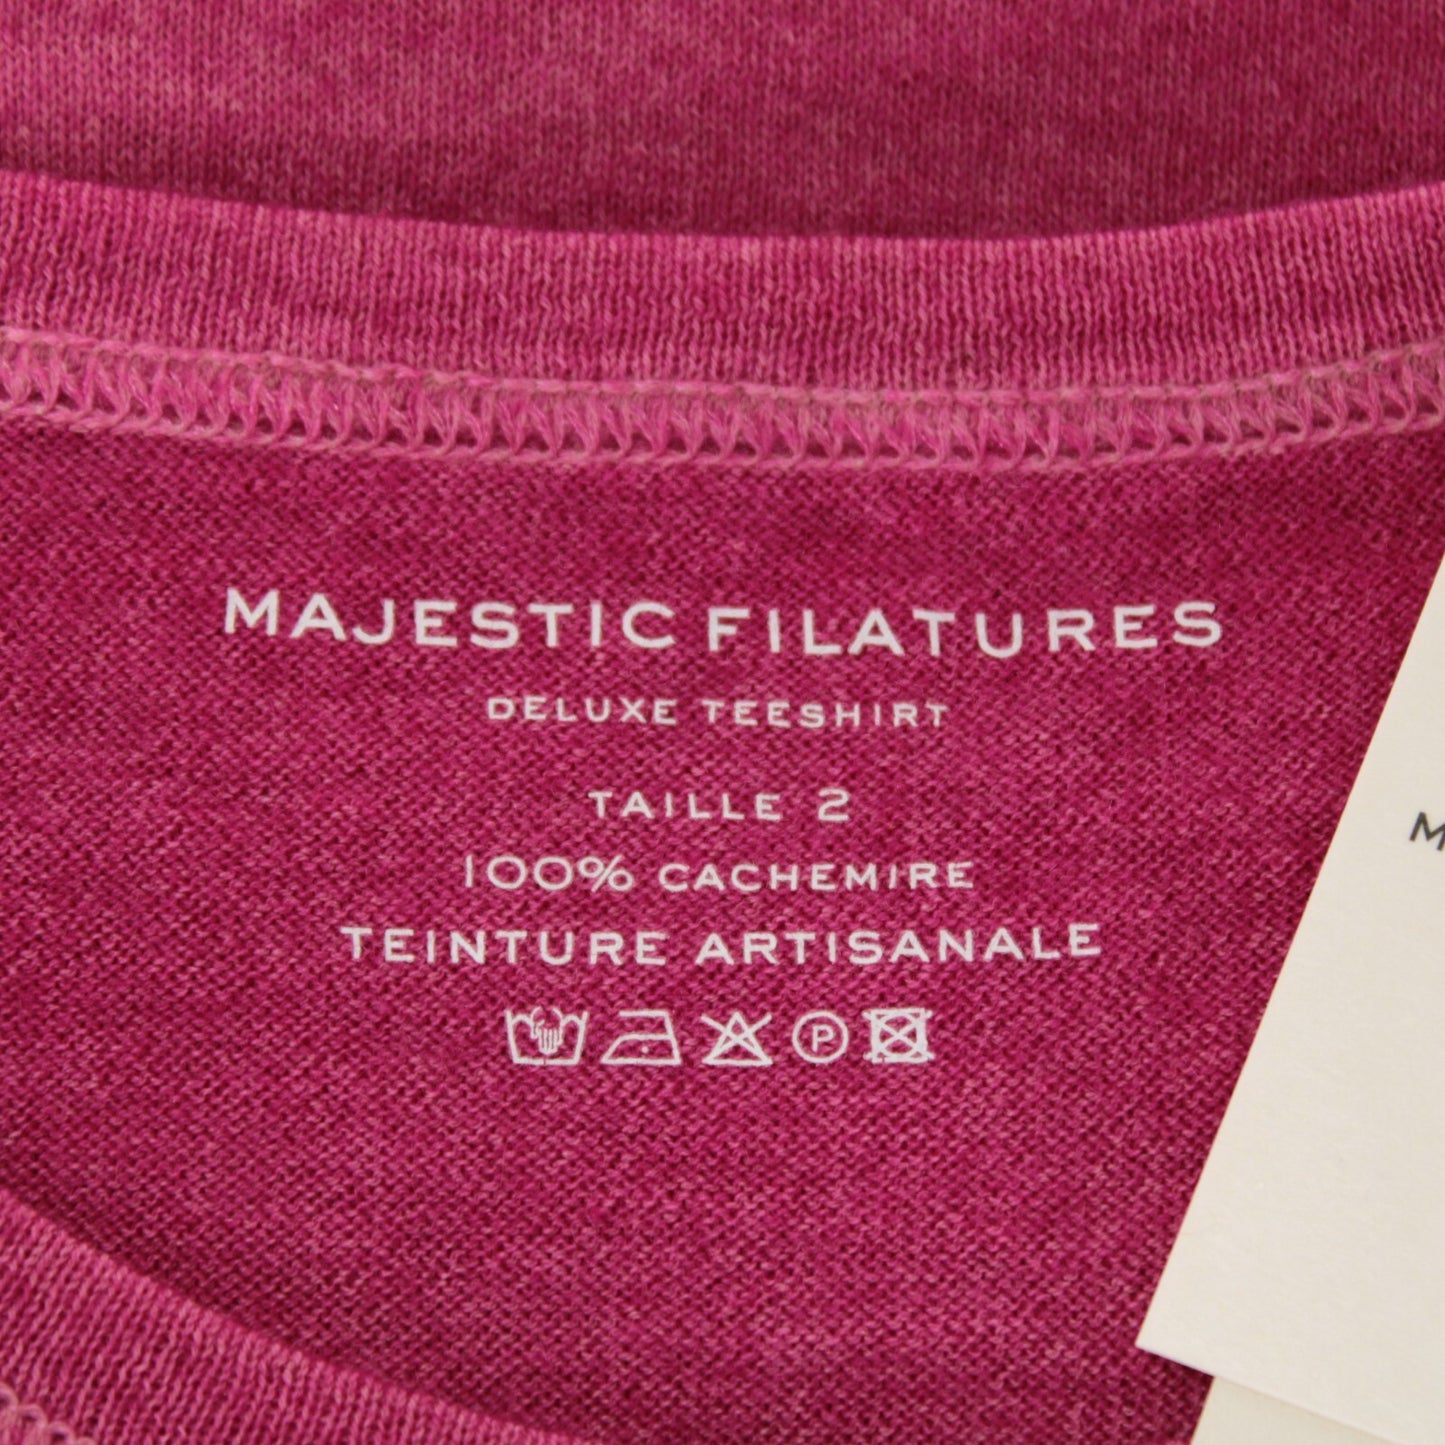 MAJESTIC FILATURES
DELUXE TEESHIRT
TAILLE 2
100% CACHEMIRE
TEINTURE ARTISANALE
P